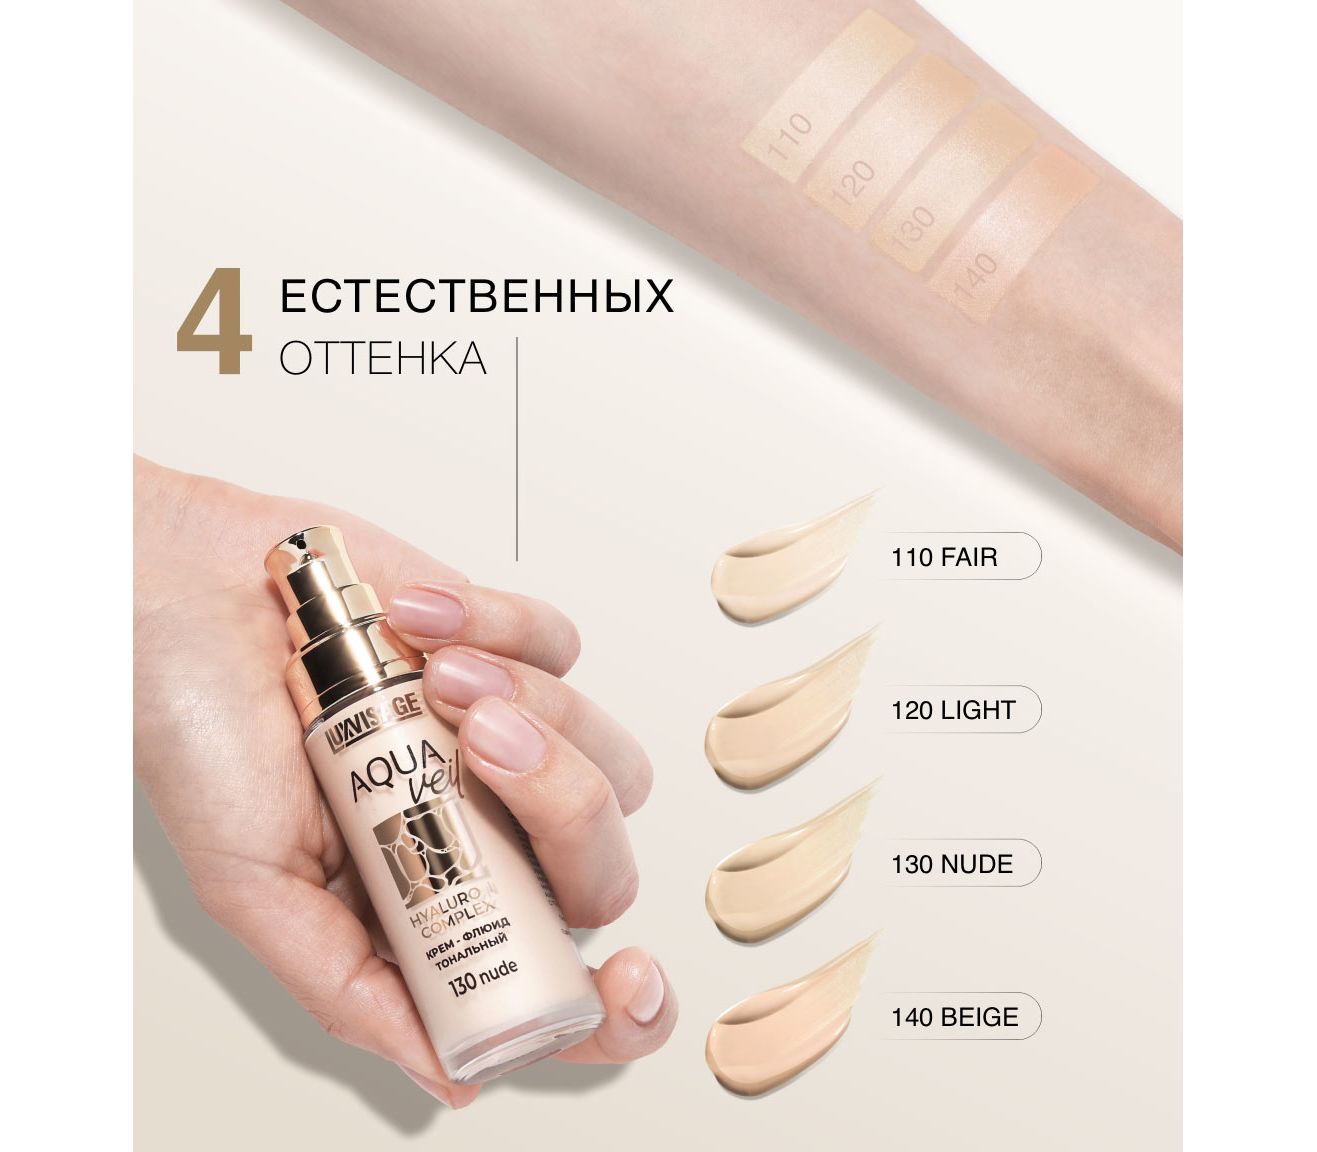 110
120
130
140
4 ЕСТЕСТВЕННЫХ
ОТТЕНКА
110 FAIR
120 LIGHT
130 NUDE
140 BEIGE
LUXVISAGE
AQUA
veil
HYALURON
COMPLEX
КРЕМ - ФЛЮИД
ТОНАЛЬНЫЙ
130 nude